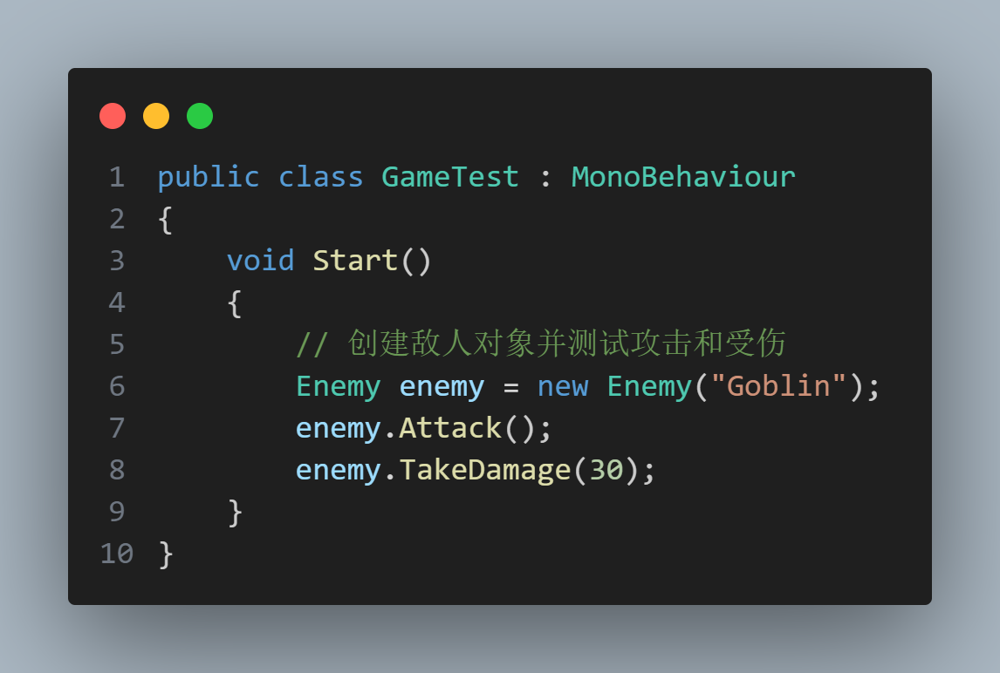 1 public class GameTest : MonoBehaviour
2 {
3     void Start()
4     {
5         // 创建敌人对象并测试攻击和受伤
6         Enemy enemy = new Enemy("Goblin");
7         enemy.Attack();
8         enemy.TakeDamage(30);
9     }
10 }